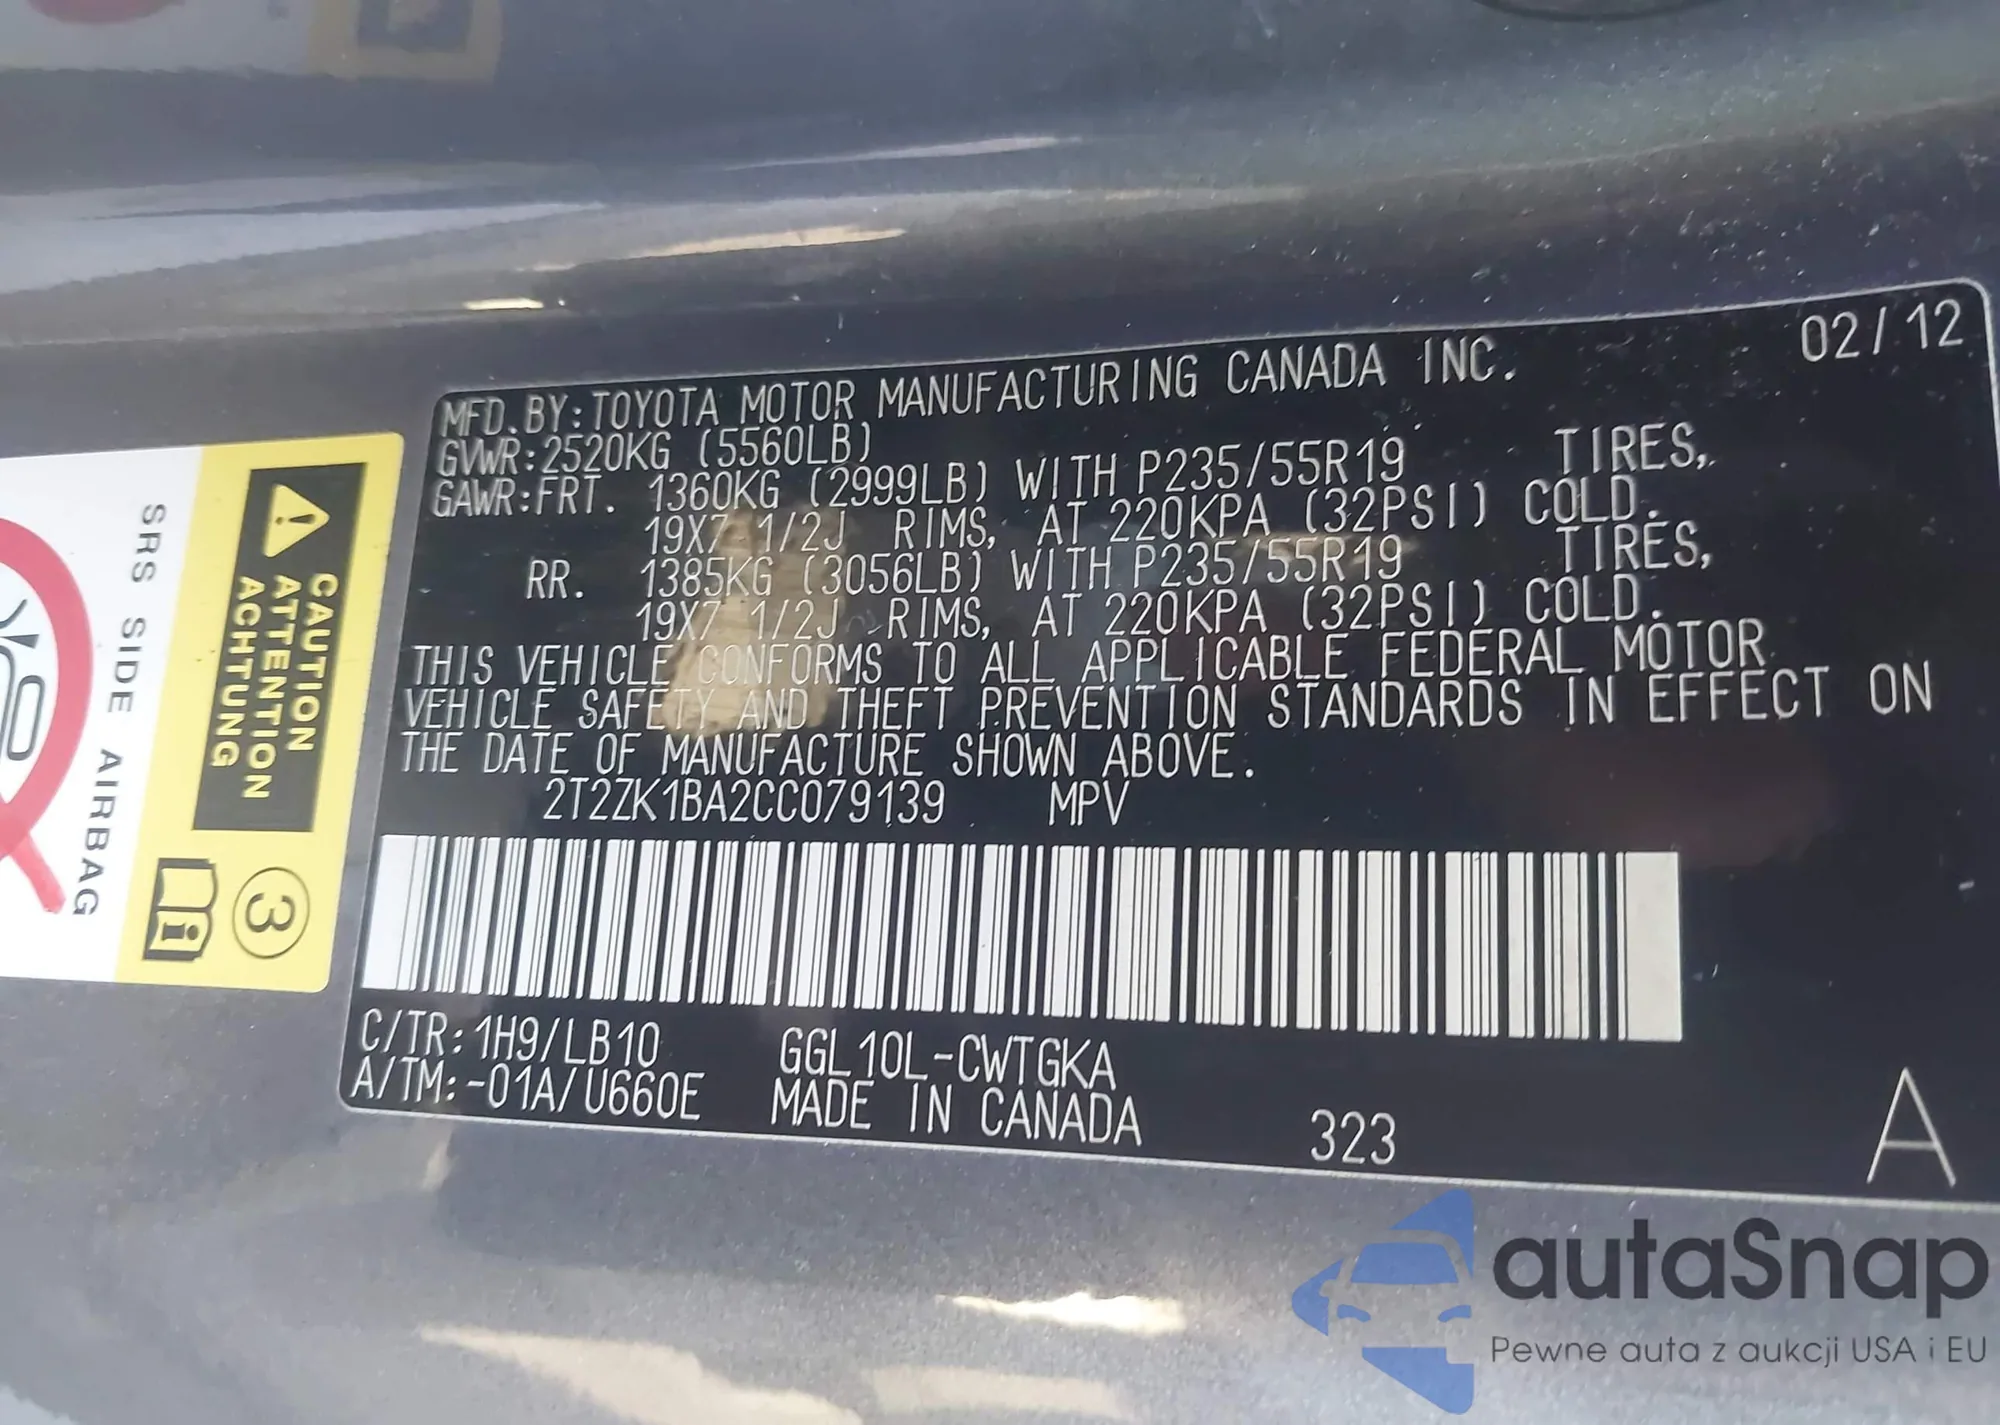 02/12
MFD. BY: TOYOTA MOTOR MANUFACTURING CANADA INC.
GVWR: 2520KG (5560LB)
GAWR: FRT. 1360KG (2999LB) WITH P235/55R19 TIRES,
19X7 1/2J RIMS, AT 220KPA (32PSI) COLD.
RR. 1385KG (3056LB) WITH P235/55R19 TIRES,
19X7 1/2J RIMS, AT 220KPA (32PSI) COLD.
THIS VEHICLE CONFORMS TO ALL APPLICABLE FEDERAL MOTOR
VEHICLE SAFETY AND THEFT PREVENTION STANDARDS IN EFFECT ON
THE DATE OF MANUFACTURE SHOWN ABOVE.
2T2ZK1BA2CC079139 MPV
C/TR: 1H9/LB10 GGL10L-CWTGKA
A/TM: -01A/U660E MADE IN CANADA 323 A
CAUTION
ATTENTION
ACHTUNG
3
SRS SIDE AIRBAG
autaSnap
Pewne auta z aukcji USA i EU